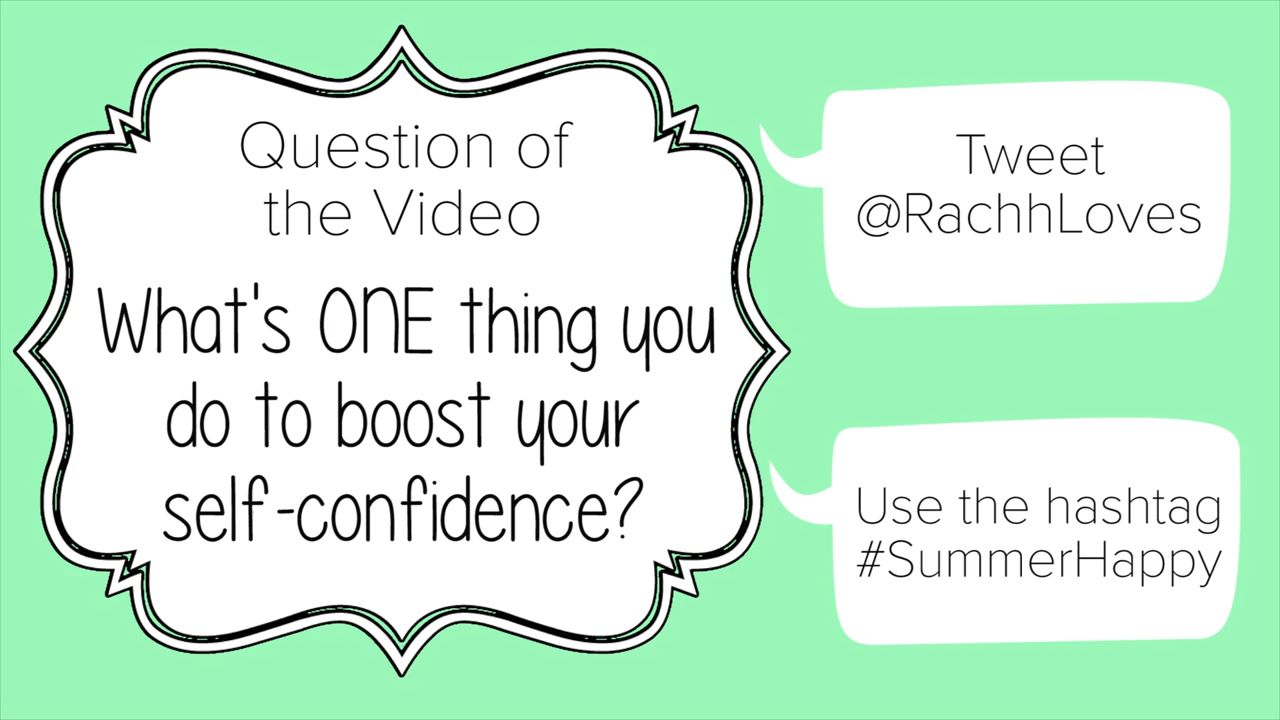 Question of
the Video
What's ONE thing you
do to boost your
self-confidence?
Tweet
@RachhLoves
Use the hashtag
#SummerHappy